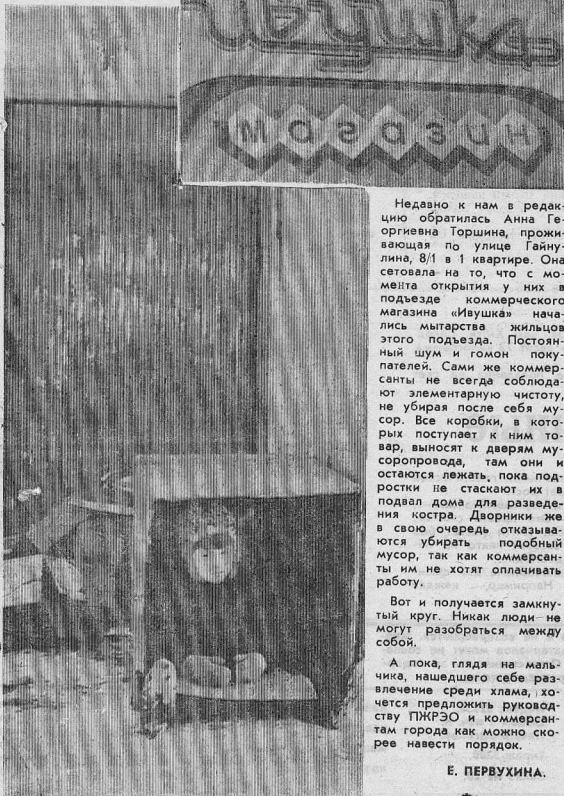 Ивушка
магазин
Недавно к нам в редак-
цию обратилась Анна Ге-
оргиевна Торшина, прожи-
вающая по улице Гайну-
лина, 8/1 в 1 квартире. Она
сетовала на то, что с мо-
мента открытия у них в
подъезде коммерческого
магазина «Ивушка» нача-
лись мытарства жильцов
этого подъезда. Постоян-
ный шум и гомон поку-
пателей. Сами же коммер-
санты не всегда соблюда-
ют элементарную чистоту,
не убирая после себя му-
сор. Все коробки, в кото-
рых поступает к ним то-
вар, выносят к дверям му-
соропровода, там они и
остаются лежать, пока под-
ростки не стаскают их в
подвал дома для разведе-
ния костра. Дворники же
в свою очередь отказыва-
ются убирать подобный
мусор, так как коммерсан-
ты им не хотят оплачивать
работу.
Вот и получается замкну-
тый круг. Никак люди не
могут разобраться между
собой.
А пока, глядя на маль-
чика, нашедшего себе раз-
влечение среди хлама, хо-
чется предложить руковод-
ству ПЖРЭО и коммерсан-
там города как можно ско-
рее навести порядок.
Е. ПЕРВУХИНА.